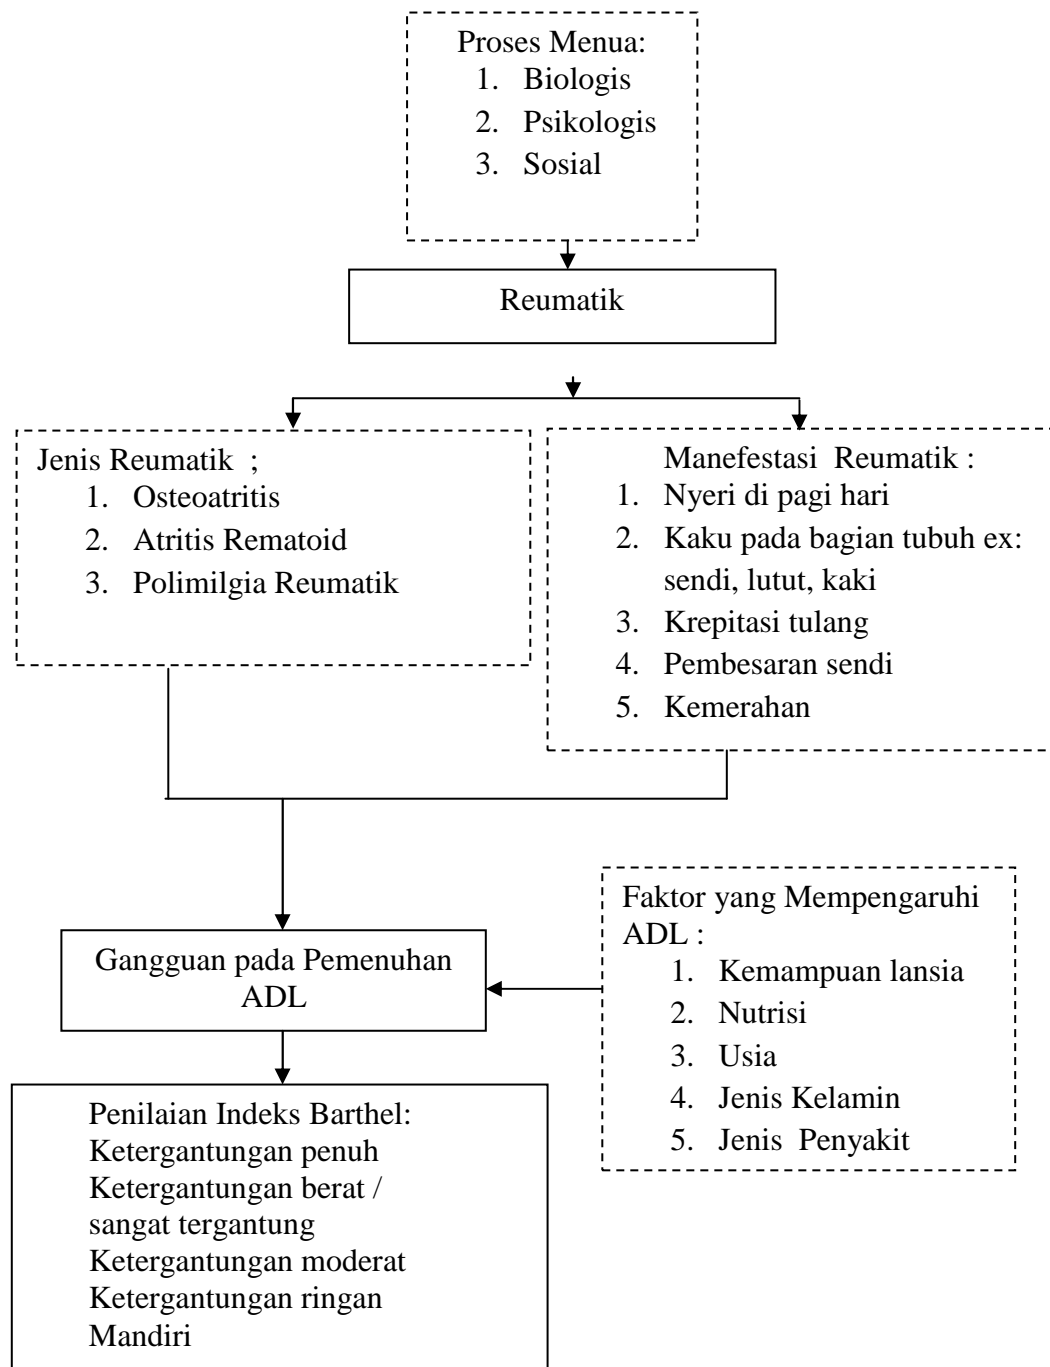 Proses Menua:
1. Biologis
2. Psikologis
3. Sosial
Reumatik
Jenis Reumatik ;
1. Osteoatritis
2. Atritis Rematoid
3. Polimilgia Reumatik
Manefestasi Reumatik :
1. Nyeri di pagi hari
2. Kaku pada bagian tubuh ex:
sendi, lutut, kaki
3. Krepitasi tulang
4. Pembesaran sendi
5. Kemerahan
Gangguan pada Pemenuhan
ADL
Faktor yang Mempengaruhi
ADL :
1. Kemampuan lansia
2. Nutrisi
3. Usia
4. Jenis Kelamin
5. Jenis Penyakit
Penilaian Indeks Barthel:
Ketergantungan penuh
Ketergantungan berat /
sangat tergantung
Ketergantungan moderat
Ketergantungan ringan
Mandiri